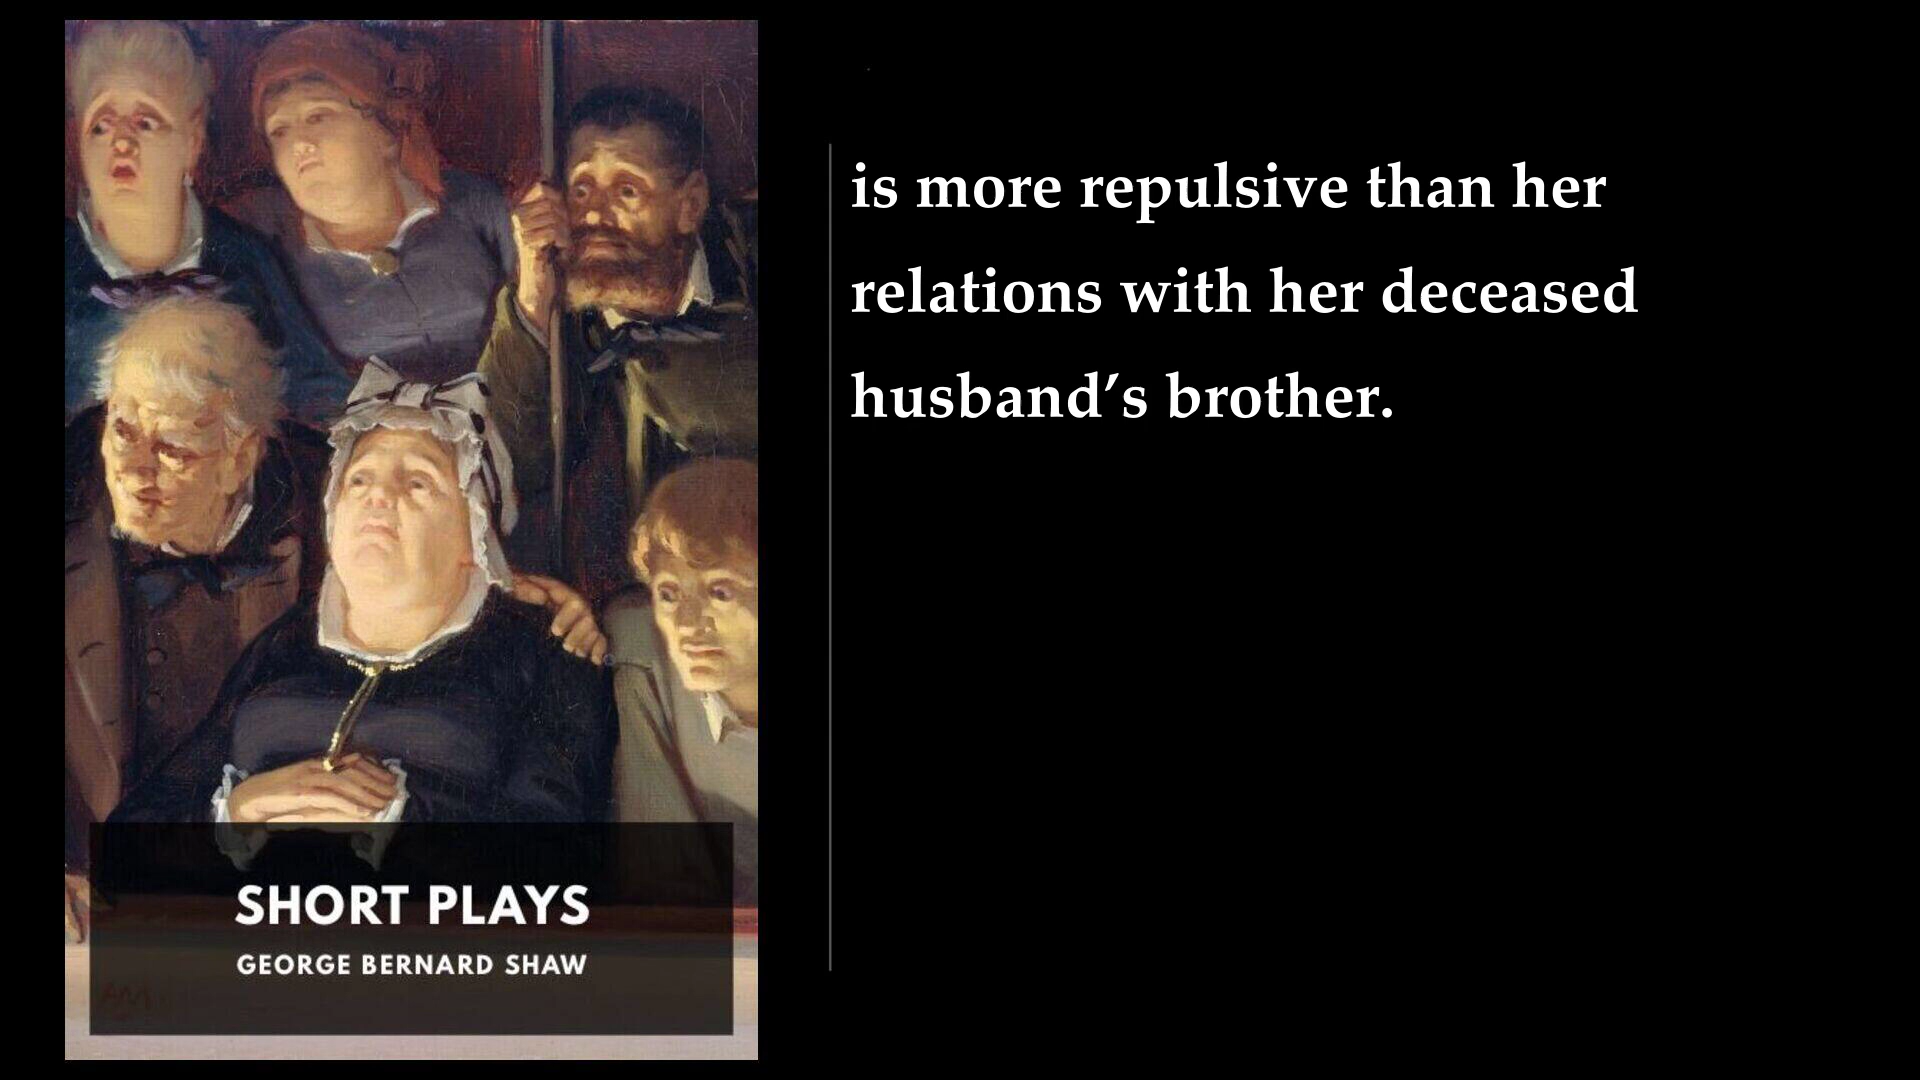 is more repulsive than her
relations with her deceased
husband’s brother.
SHORT PLAYS
GEORGE BERNARD SHAW